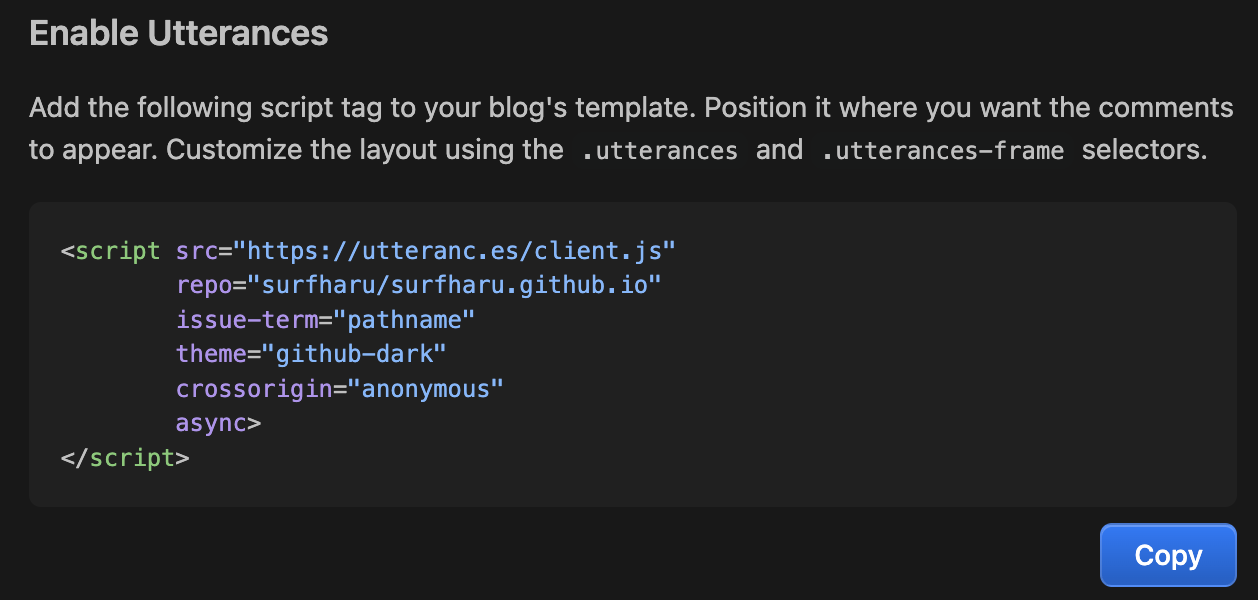 Enable Utterances
Add the following script tag to your blog's template. Position it where you want the comments
to appear. Customize the layout using the .utterances and .utterances-frame selectors.
<script src="https://utteranc.es/client.js"
        repo="surfharu/surfharu.github.io"
        issue-term="pathname"
        theme="github-dark"
        crossorigin="anonymous"
        async>
</script>
Copy